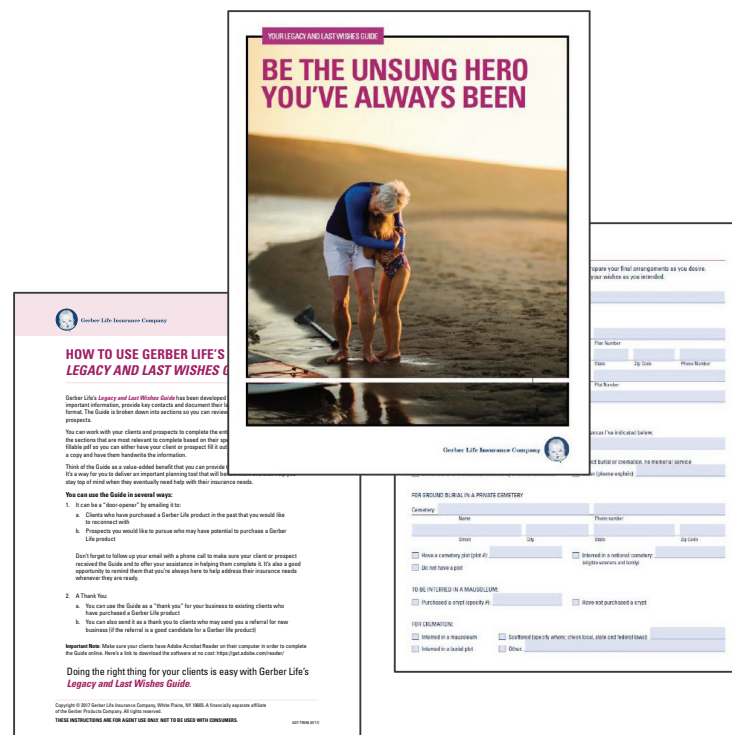 YOUR LEGACY AND LAST WISHES GUIDE
BE THE UNSUNG HERO
YOU'VE ALWAYS BEEN
Gerber Life Insurance Company
Gerber Life Insurance Company
HOW TO USE GERBER LIFE'S
LEGACY AND LAST WISHES G
Gerber Life's Legacy and Last Wishes Guide has been developed
important information, provide key contacts and document their la
format. The Guide is broken down into sections so you can review
prospects.
You can work with your clients and prospects to complete the enti
the sections that are most relevant to complete based on their spe
fillable pdf so you can either have your client or prospect fill it out
a copy and have them handwrite the information.
Think of the Guide as a value-added benefit that you can provide t
It's a way for you to deliver an important planning tool that will be
stay top of mind when they eventually need help with their insurance needs.
You can use the Guide in several ways:
1. It can be a "door-opener" by emailing it to:
a. Clients who have purchased a Gerber Life product in the past that you would like
to reconnect with
b. Prospects you would like to pursue who may have potential to purchase a Gerber
Life product
Don't forget to follow up your email with a phone call to make sure your client or prospect
received the Guide and to offer your assistance in helping them complete it. It's also a good
opportunity to remind them that you're always here to help address their insurance needs
whenever they are ready.
2. A Thank You:
a. You can use the Guide as a "thank you" for your business to existing clients who
have purchased a Gerber Life product
b. You can also send it as a thank you to clients who may send you a referral for new
business (if the referral is a good candidate for a Gerber life product)
Important Note: Make sure your clients have Adobe Acrobat Reader on their computer in order to complete
the Guide online. Here's a link to download the software at no cost: https://get.adobe.com/reader/
Doing the right thing for your clients is easy with Gerber Life's
Legacy and Last Wishes Guide.
Copyright © 2017 Gerber Life Insurance Company, White Plains, NY 10605. A financially separate affiliate
of the Gerber Products Company. All rights reserved.
THESE INSTRUCTIONS ARE FOR AGENT USE ONLY. NOT TO BE USED WITH CONSUMERS.
repare your final arrangements as you desire.
your wishes as you intended.
Plan Number
State Zip Code Phone Number
Plot Number
ances I've indicated below.
ct burial or cremation, no memorial service
(please explain):
FOR GROUND BURIAL IN A PRIVATE CEMETERY
Cemetery:
Name Phone number
Street City State Zip Code
Have a cemetery plot (plot #): Interred in a national cemetery:
(eligible veterans and family)
Do not have a plot
TO BE INTERRED IN A MAUSOLEUM:
Purchased a crypt (specify #): Have not purchased a crypt
FOR CREMATION:
Interred in a mausoleum Scattered (specify where; check local, state and federal laws):
Interred in a burial plot Other: